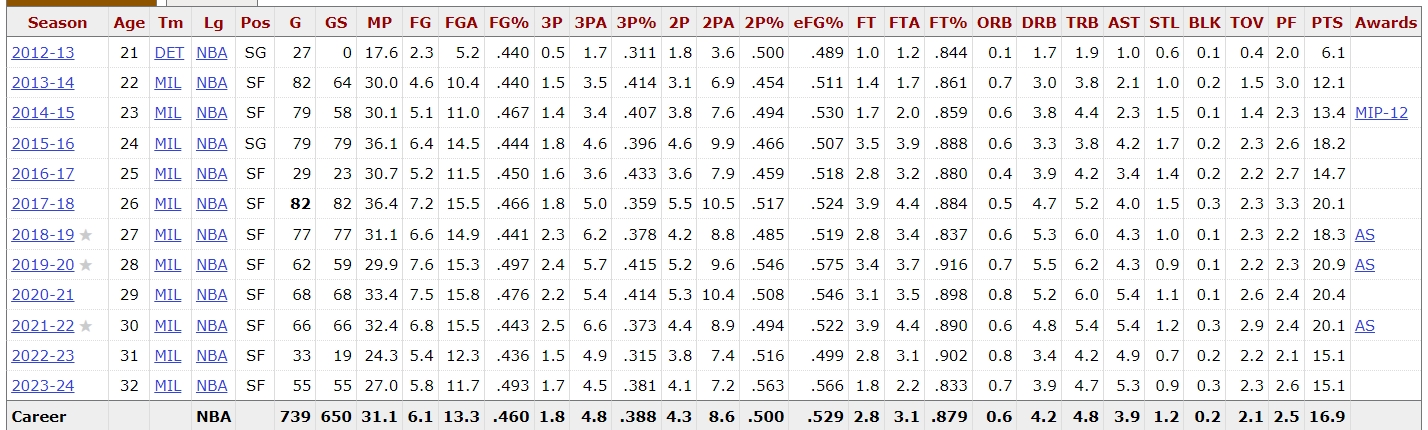 Season Age Tm Lg Pos G GS MP FG FGA FG% 3P 3PA 3P% 2P 2PA 2P% eFG% FT FTA FT% ORB DRB TRB AST STL BLK TOV PF PTS Awards
2012-13 21 DET NBA SG 27 0 17.6 2.3 5.2 .440 0.5 1.7 .311 1.8 3.6 .500 .489 1.0 1.2 .844 0.1 1.7 1.9 1.0 0.6 0.1 0.4 2.0 6.1
2013-14 22 MIL NBA SF 82 64 30.0 4.6 10.4 .440 1.5 3.5 .414 3.1 6.9 .454 .511 1.4 1.7 .861 0.7 3.0 3.8 2.1 1.0 0.2 1.5 3.0 12.1
2014-15 23 MIL NBA SF 79 58 30.1 5.1 11.0 .467 1.4 3.4 .407 3.8 7.6 .494 .530 1.7 2.0 .859 0.6 3.8 4.4 2.3 1.5 0.1 1.4 2.3 13.4 MIP-12
2015-16 24 MIL NBA SG 79 79 36.1 6.4 14.5 .444 1.8 4.6 .396 4.6 9.9 .466 .507 3.5 3.9 .888 0.6 3.3 3.8 4.2 1.7 0.2 2.3 2.6 18.2
2016-17 25 MIL NBA SF 29 23 30.7 5.2 11.5 .450 1.6 3.6 .433 3.6 7.9 .459 .518 2.8 3.2 .880 0.4 3.9 4.2 3.4 1.4 0.2 2.2 2.7 14.7
2017-18 26 MIL NBA SF 82 82 36.4 7.2 15.5 .466 1.8 5.0 .359 5.5 10.5 .517 .524 3.9 4.4 .884 0.5 4.7 5.2 4.0 1.5 0.3 2.3 3.3 20.1
2018-19 ★ 27 MIL NBA SF 77 77 31.1 6.6 14.9 .441 2.3 6.2 .378 4.2 8.8 .485 .519 2.8 3.4 .837 0.6 5.3 6.0 4.3 1.0 0.1 2.3 2.2 18.3 AS
2019-20 ★ 28 MIL NBA SF 62 59 29.9 7.6 15.3 .497 2.4 5.7 .415 5.2 9.6 .546 .575 3.4 3.7 .916 0.7 5.5 6.2 4.3 0.9 0.1 2.2 2.3 20.9 AS
2020-21 29 MIL NBA SF 68 68 33.4 7.5 15.8 .476 2.2 5.4 .414 5.3 10.4 .508 .546 3.1 3.5 .898 0.8 5.2 6.0 5.4 1.1 0.1 2.6 2.4 20.4
2021-22 ★ 30 MIL NBA SF 66 66 32.4 6.8 15.5 .443 2.5 6.6 .373 4.4 8.9 .494 .522 3.9 4.4 .890 0.6 4.8 5.4 5.4 1.2 0.3 2.9 2.4 20.1 AS
2022-23 31 MIL NBA SF 33 19 24.3 5.4 12.3 .436 1.5 4.9 .315 3.8 7.4 .516 .499 2.8 3.1 .902 0.8 3.4 4.2 4.9 0.7 0.2 2.2 2.1 15.1
2023-24 32 MIL NBA SF 55 55 27.0 5.8 11.7 .493 1.7 4.5 .381 4.1 7.2 .563 .566 1.8 2.2 .833 0.7 3.9 4.7 5.3 0.9 0.3 2.3 2.6 15.1
Career NBA 739 650 31.1 6.1 13.3 .460 1.8 4.8 .388 4.3 8.6 .500 .529 2.8 3.1 .879 0.6 4.2 4.8 3.9 1.2 0.2 2.1 2.5 16.9